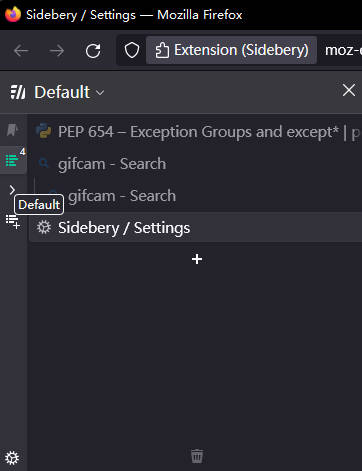 Sidebery / Settings — Mozilla Firefox
Extension (Sidebery)
moz-e
Default
4
PEP 654 – Exception Groups and except* | p
gifcam - Search
gifcam - Search
Default
Sidebery / Settings